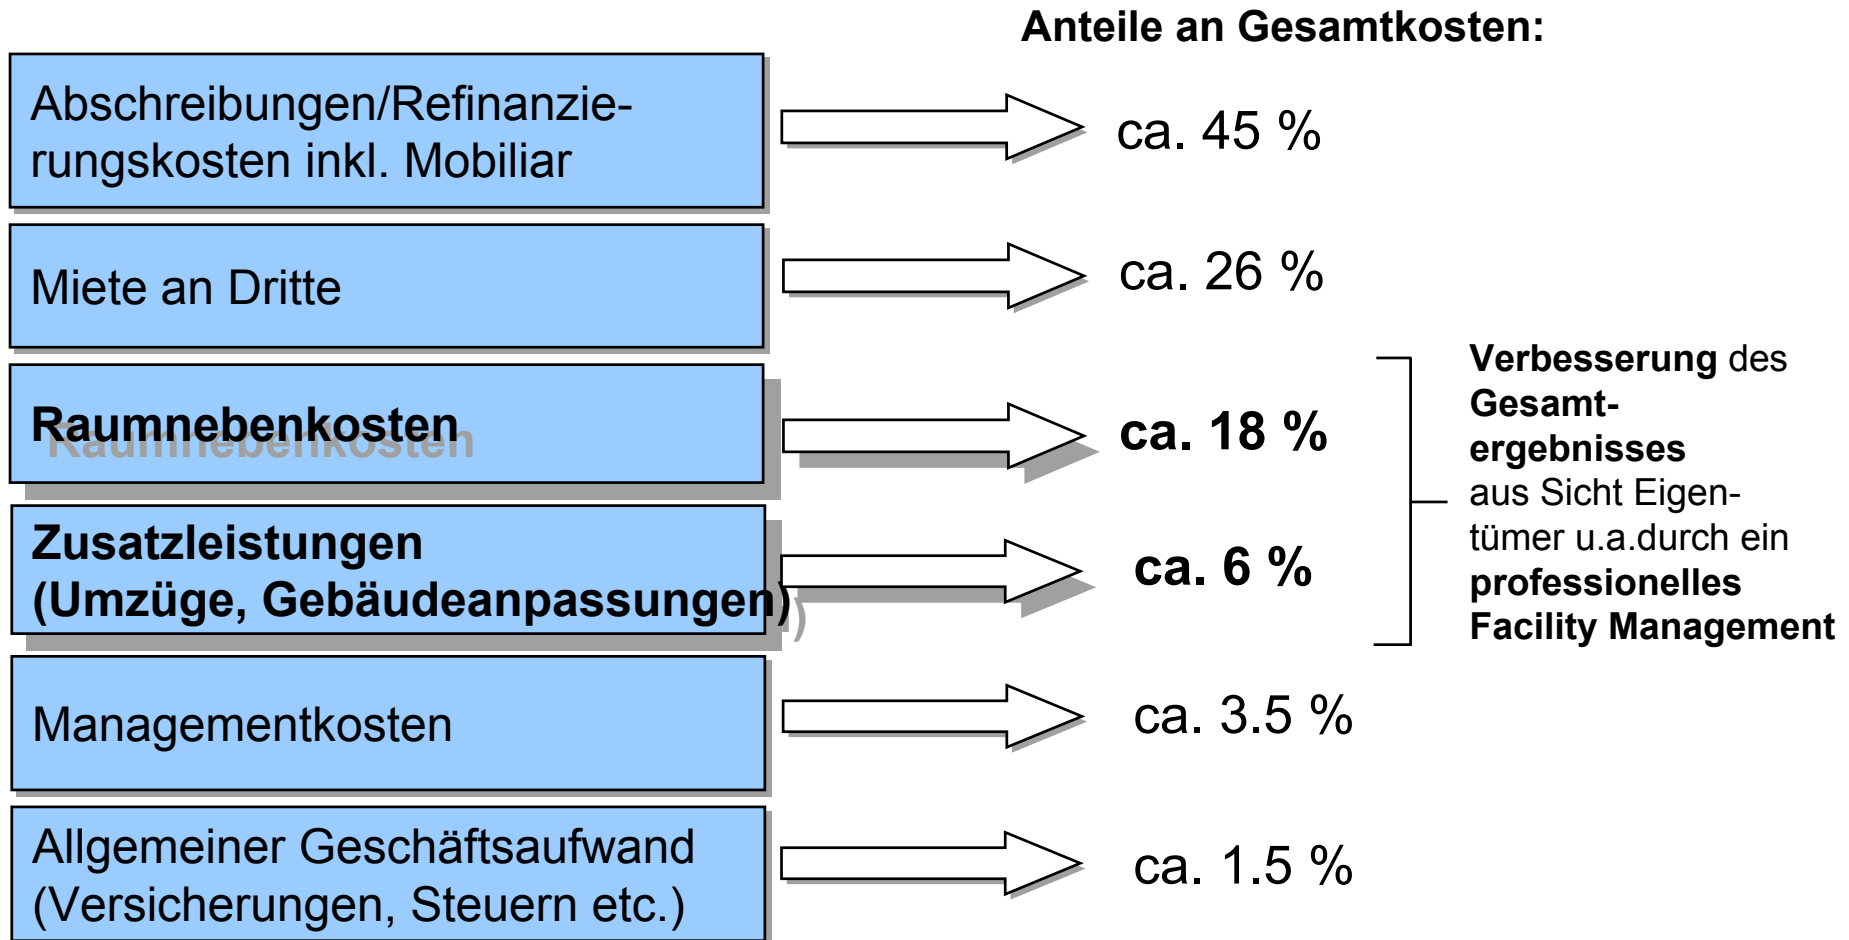 Anteile an Gesamtkosten:
Abschreibungen/Refinanzie-
rungskosten inkl. Mobiliar
ca. 45 %
Miete an Dritte
ca. 26 %
Raumnebenkosten
ca. 18 %
Zusatzleistungen
(Umzüge, Gebäudeanpassungen)
ca. 6 %
Verbesserung des
Gesamt-
ergebnisses
aus Sicht Eigen-
tümer u.a.durch ein
professionelles
Facility Management
Managementkosten
ca. 3.5 %
Allgemeiner Geschäftsaufwand
(Versicherungen, Steuern etc.)
ca. 1.5 %